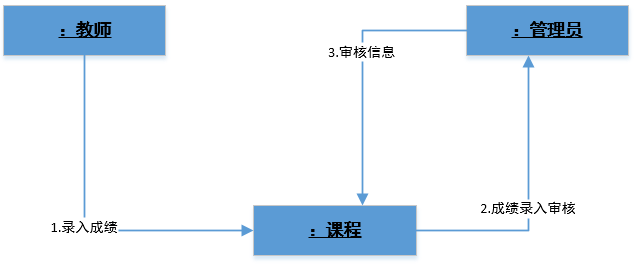 ：教师
：管理员
3.审核信息
2.成绩录入审核
1.录入成绩
：课程